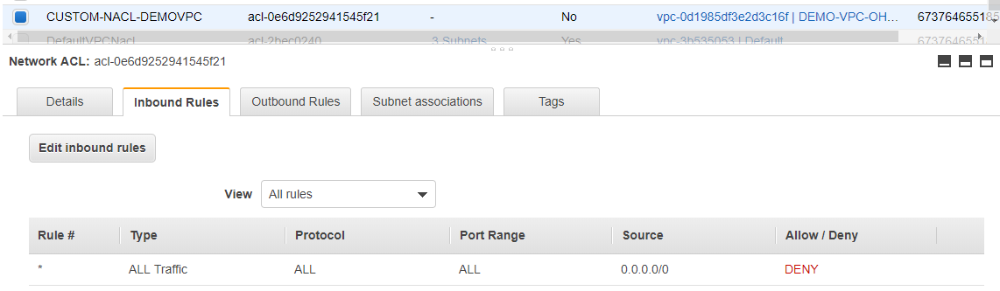 CUSTOM-NACL-DEMOVPC acl-0e6d9252941545f21 - No vpc-0d1985df3e2d3c16f | DEMO-VPC-OH... 673764655185
DefaultVPCNacl acl-2bec0240 3 Subnets Yes vpc-3b535053 | Default 6737646551
Network ACL: acl-0e6d9252941545f21
Details Inbound Rules Outbound Rules Subnet associations Tags
Edit inbound rules
View All rules
Rule # Type Protocol Port Range Source Allow / Deny
* ALL Traffic ALL ALL 0.0.0.0/0 DENY